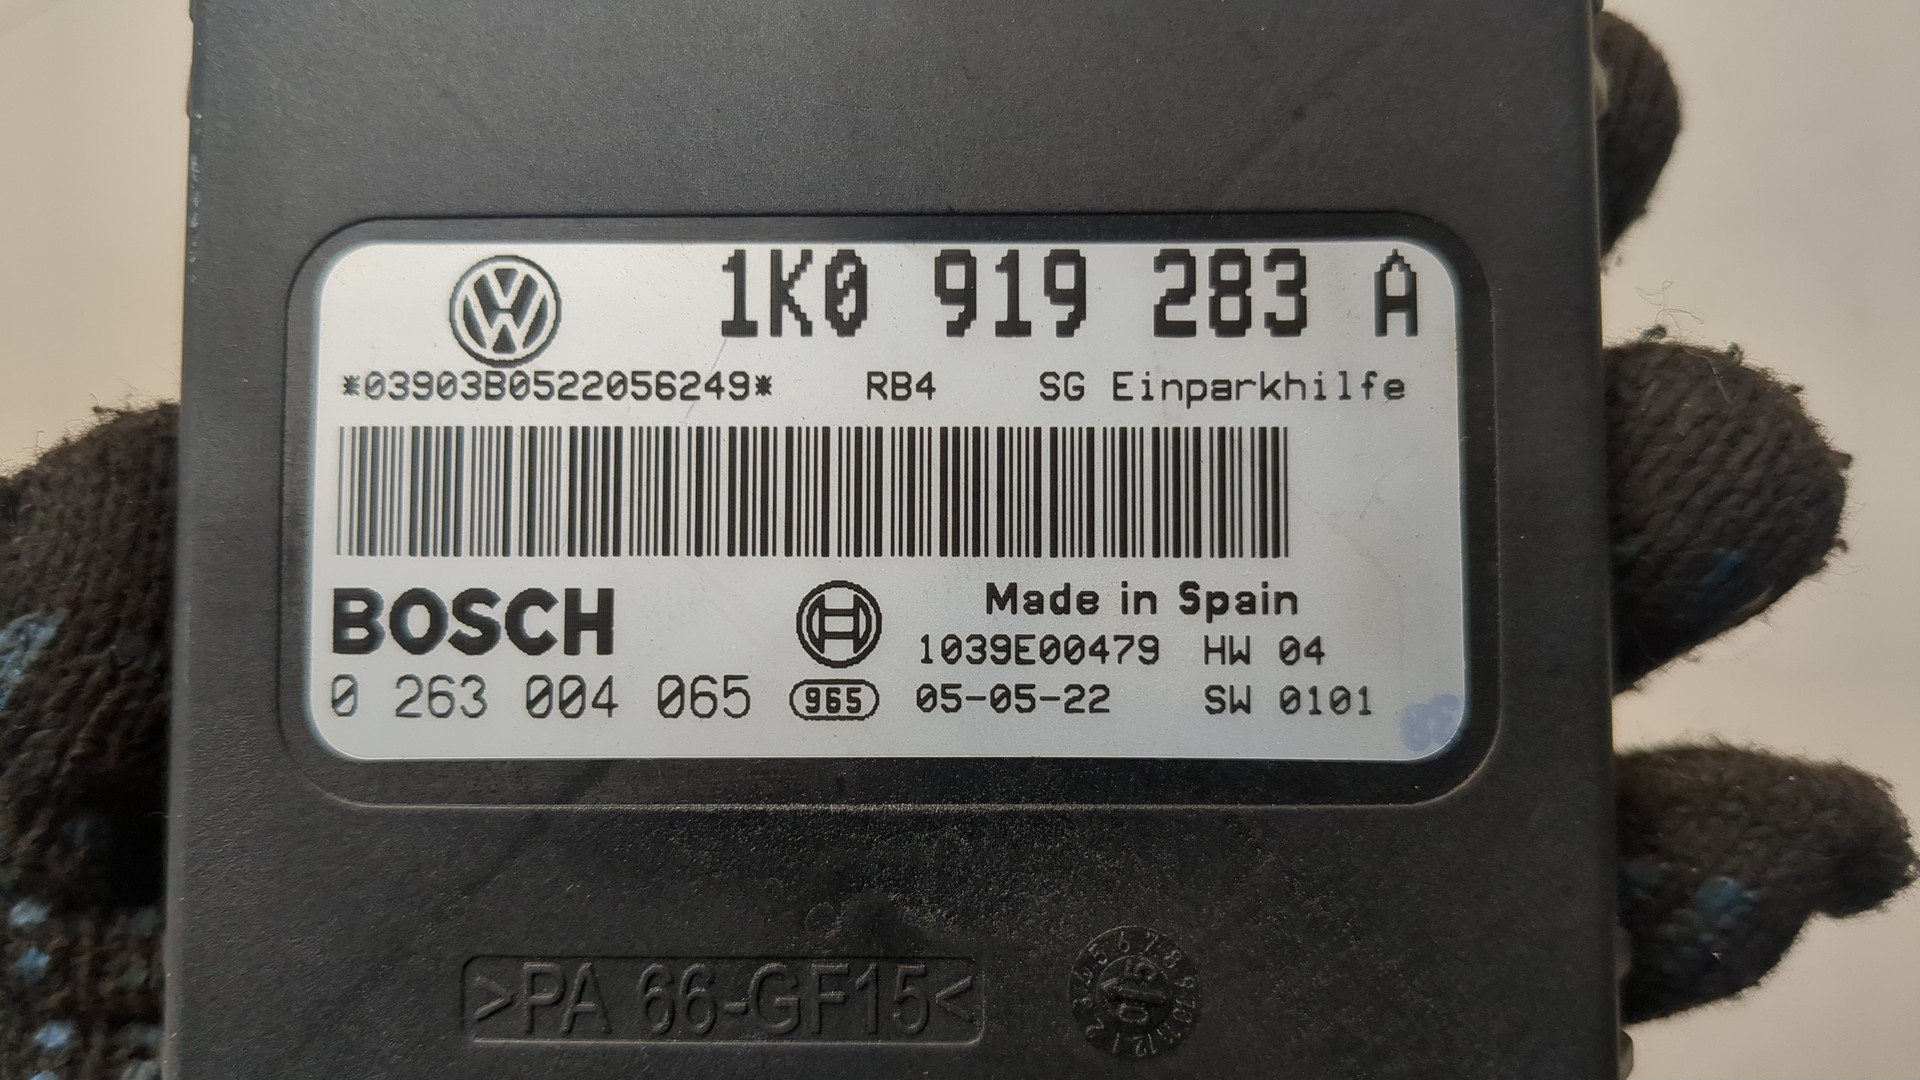 1K0 919 283 A
*03903B0522056249* RB4 SG Einparkhilfe
BOSCH
Made in Spain
1039E00479 HW 04
0 263 004 065 965 05-05-22 SW 0101
>PA 66-GF15<